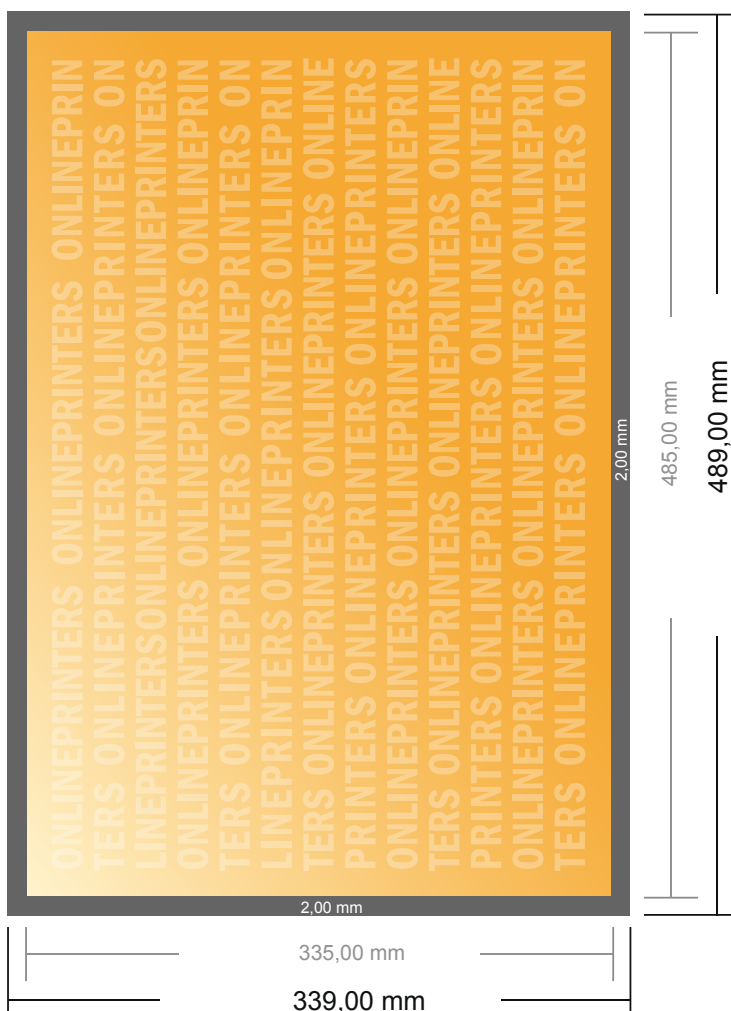 ONLINEPRINTERS ONLINEPRINTERS ONLINEPRIN
TERS ONLINEPRINTERS ONLINEPRINTERS ON
LINEPRINTERSONLINEPRINTERSONLINEPRINTERS
ONLINEPRINTERS ONLINEPRINTERS ONLINEPRIN
TERS ONLINEPRINTERS ONLINEPRINTERS ON
LINEPRINTERS ONLINEPRINTERS ONLINEPRIN
TERS ONLINEPRINTERS ONLINEPRINTERS ONLINE
PRINTERS ONLINEPRINTERS ONLINEPRINTERS
ONLINEPRINTERS ONLINEPRINTERS ONLINEPRIN
TERS ONLINEPRINTERS ONLINEPRINTERS ONLINE
PRINTERS ONLINEPRINTERS ONLINEPRINTERS
ONLINEPRINTERS ONLINEPRINTERS ONLINEPRIN
TERS ONLINEPRINTERS ONLINEPRINTERS ON
2,00 mm
485,00 mm
489,00 mm
2,00 mm
335,00 mm
339,00 mm